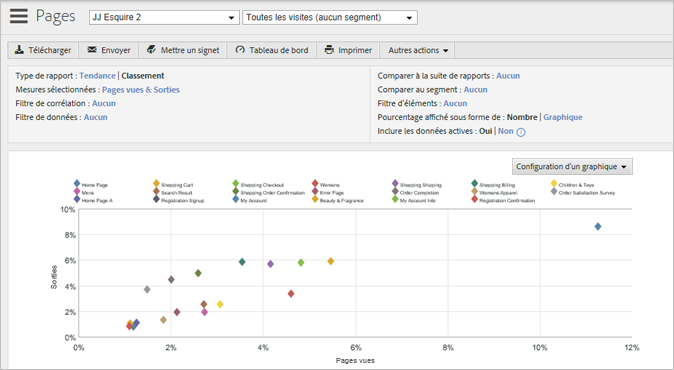 Pages JJ Esquire 2 Toutes les visites (aucun segment)
Télécharger Envoyer Mettre un signet Tableau de bord Imprimer Autres actions
Type de rapport : Tendance | Classement
Mesures sélectionnées : Pages vues & Sorties
Filtre de corrélation : Aucun
Filtre de données : Aucun
Comparer à la suite de rapports : Aucun
Comparer au segment : Aucun
Filtre d'éléments : Aucun
Pourcentage affiché sous forme de : Nombre | Graphique
Inclure les données actives : Oui | Non
Configuration d'un graphique
Home Page Shopping Cart Shopping Checkout Womens Shopping Shipping Shopping Billing Children & Toys
Mens Search Result Shopping Order Confirmation Error Page Order Completion Womens Apparel Order Satisfaction Survey
Home Page A Registration Signup My Account Beauty & Fragrance My Account Info Registration Confirmation
10%
8%
6%
4%
2%
0%
Sorties
0% 2% 4% 6% 8% 10% 12%
Pages vues